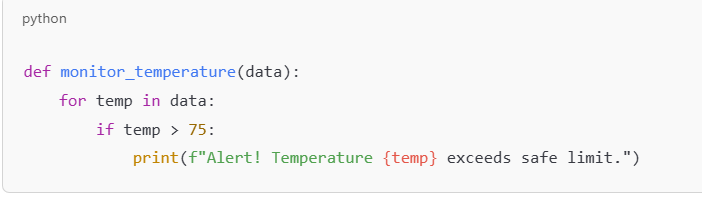 python
def monitor_temperature(data):
    for temp in data:
        if temp > 75:
            print(f"Alert! Temperature {temp} exceeds safe limit.")